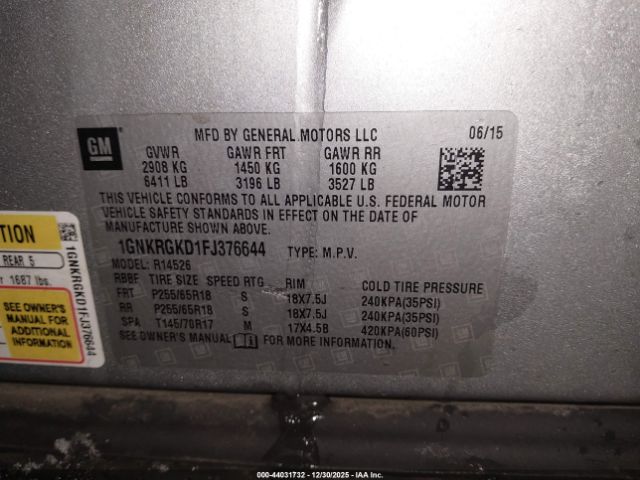 GM
MFD BY GENERAL MOTORS LLC 06/15
GVWR GAWR FRT GAWR RR
2908 KG 1450 KG 1600 KG
6411 LB 3196 LB 3527 LB
THIS VEHICLE CONFORMS TO ALL APPLICABLE U.S. FEDERAL MOTOR
VEHICLE SAFETY STANDARDS IN EFFECT ON THE DATE OF
MANUFACTURE SHOWN ABOVE.
1GNKRGKD1FJ376644 TYPE: M.P.V.
MODEL: R14526
RBBF TIRE SIZE SPEED RTG RIM COLD TIRE PRESSURE
FRT P255/65R18 S 18X7.5J 240KPA(35PSI)
RR P255/65R18 S 18X7.5J 240KPA(35PSI)
SPA T145/70R17 M 17X4.5B 420KPA(60PSI)
SEE OWNER'S MANUAL FOR MORE INFORMATION.
TION
REAR 5
r 1687 lbs.
SEE OWNER'S
MANUAL FOR
ADDITIONAL
INFORMATION
1GNKRGKD1FJ376644
000-44031732 - 12/30/2025 - IAA Inc.